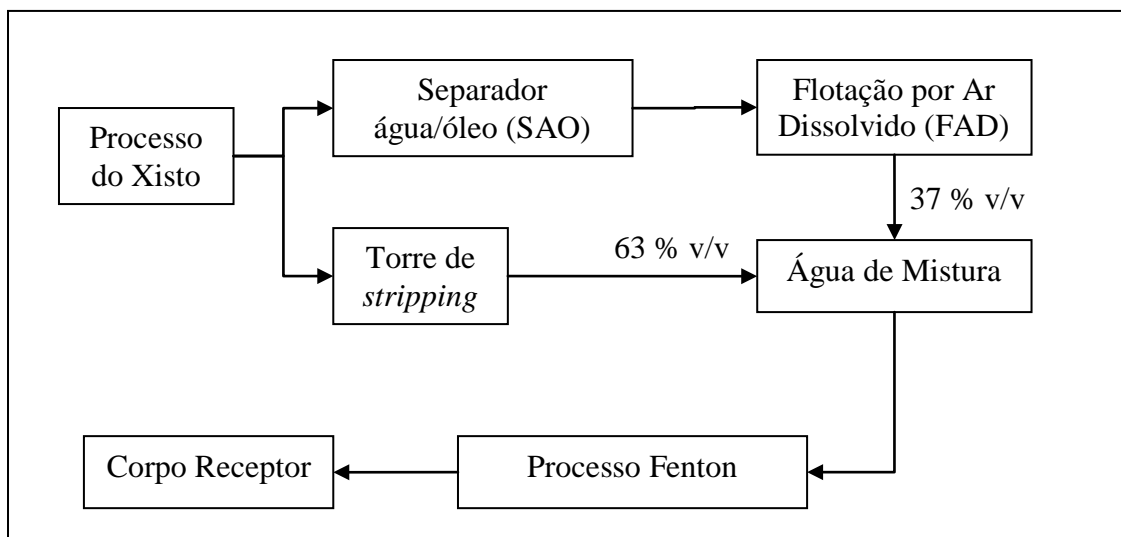 Processo
do Xisto
Separador
água/óleo (SAO)
Flotação por Ar
Dissolvido (FAD)
37 % v/v
Torre de
stripping
63 % v/v
Água de Mistura
Corpo Receptor
Processo Fenton